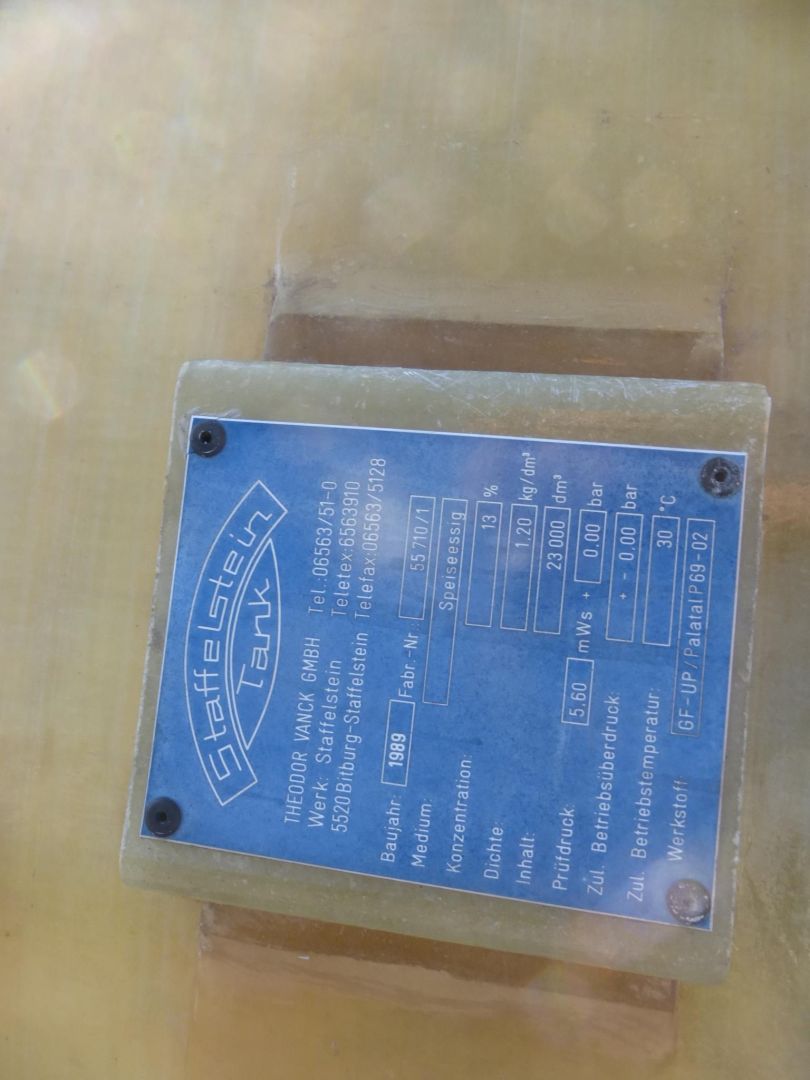 Staffelstein
Tank
THEODOR VANCK GMBH
Werk: Staffelstein Tel.:06563/51-0
5520 Bitburg-Staffelstein Teletex:6563910
Telefax:06563/5128
Baujahr: 1989 Fabr.-Nr.: 55 710/1
Medium: Speiseessig
Konzentration: 13 %
Dichte: 1.20 kg/dm³
Inhalt: 23 000 dm³
Prüfdruck: 5.60 mWs + 0.00 bar
Zul. Betriebsüberdruck: + - 0.00 bar
Zul. Betriebstemperatur: 30 °C
Werkstoff: GF-UP/Palatal P69-02